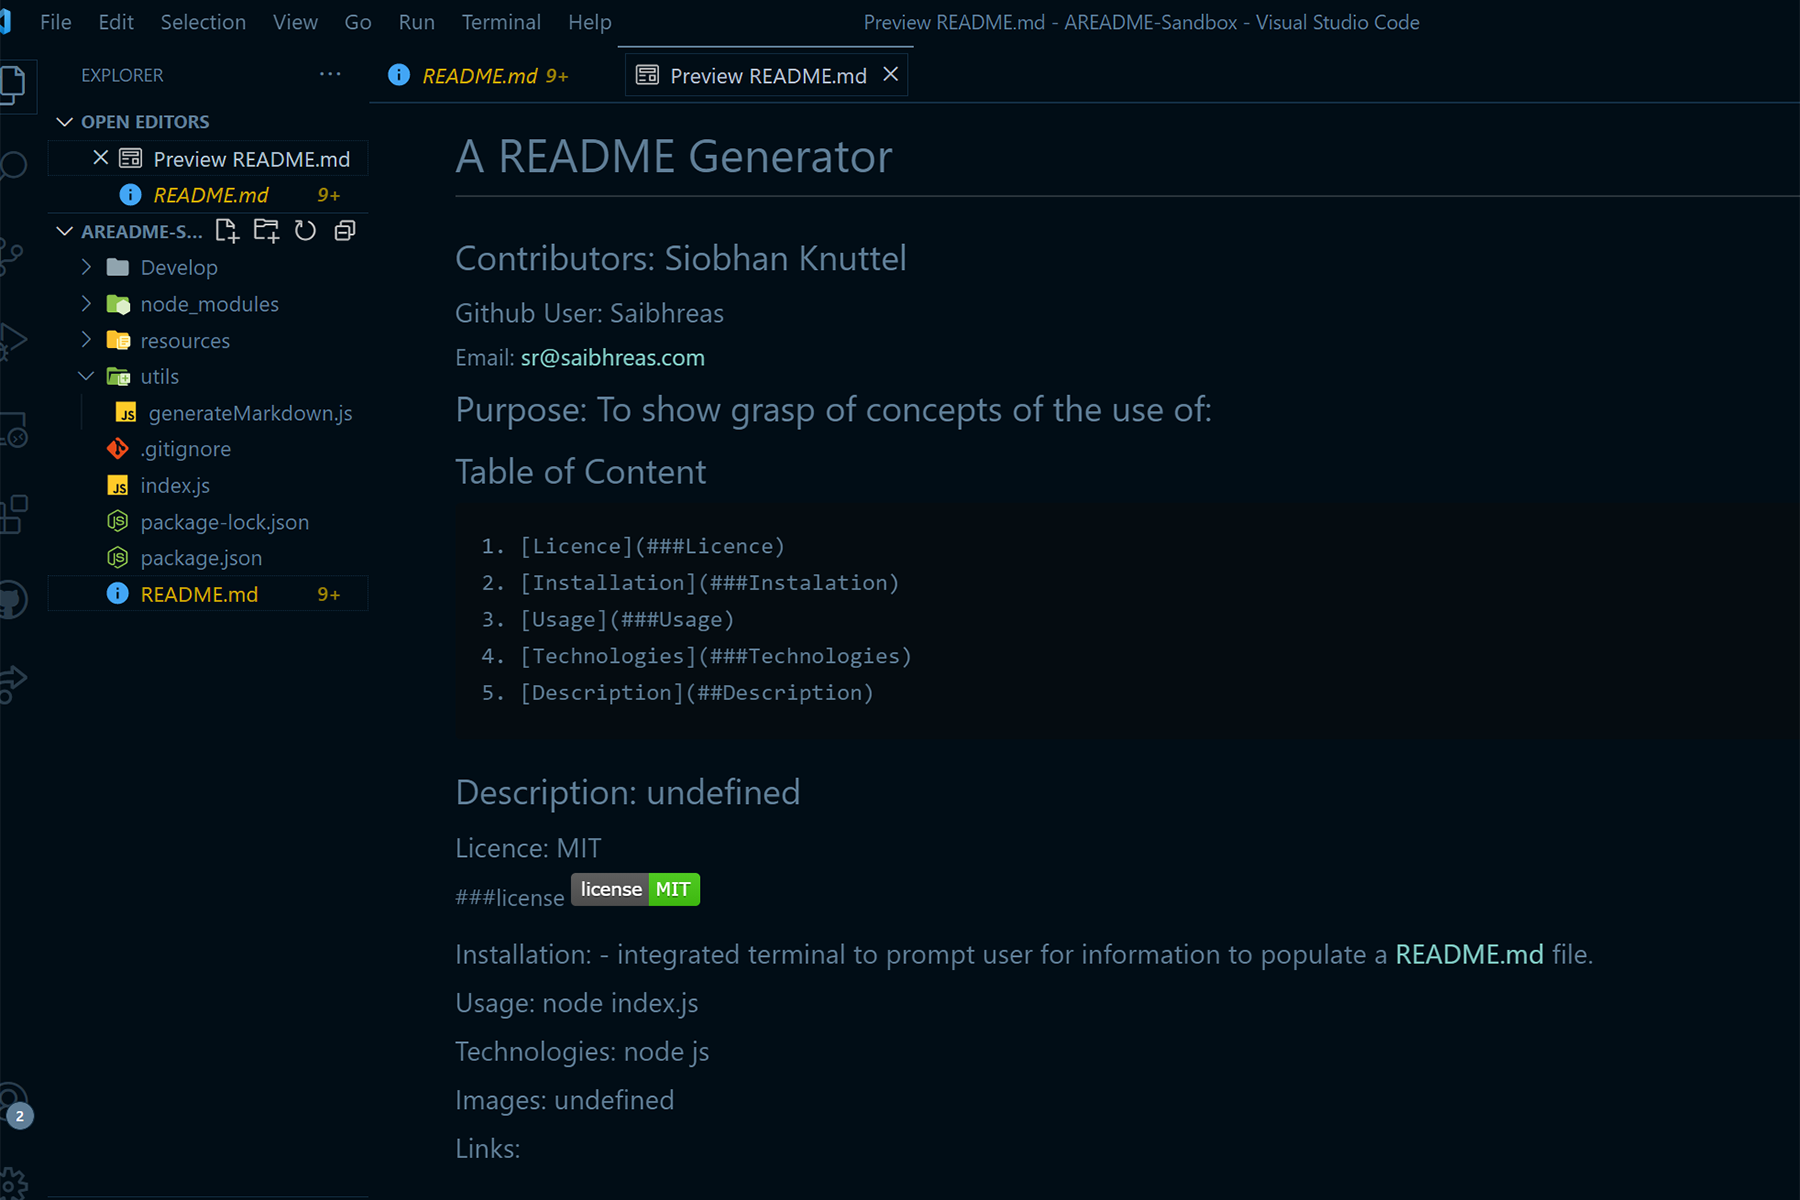 File Edit Selection View Go Run Terminal Help Preview README.md - AREADME-Sandbox - Visual Studio Code
EXPLORER ···
README.md 9+
Preview README.md
OPEN EDITORS
Preview README.md
README.md 9+
AREADME-S...
Develop
node_modules
resources
utils
JS generateMarkdown.js
.gitignore
JS index.js
JS package-lock.json
JS package.json
README.md 9+
2
A README Generator
Contributors: Siobhan Knuttel
Github User: Saibhreas
Email: sr@saibhreas.com
Purpose: To show grasp of concepts of the use of:
Table of Content
1. [Licence](###Licence)
2. [Installation](###Instalation)
3. [Usage](###Usage)
4. [Technologies](###Technologies)
5. [Description](##Description)
Description: undefined
Licence: MIT
###license license MIT
Installation: - integrated terminal to prompt user for information to populate a README.md file.
Usage: node index.js
Technologies: node js
Images: undefined
Links: